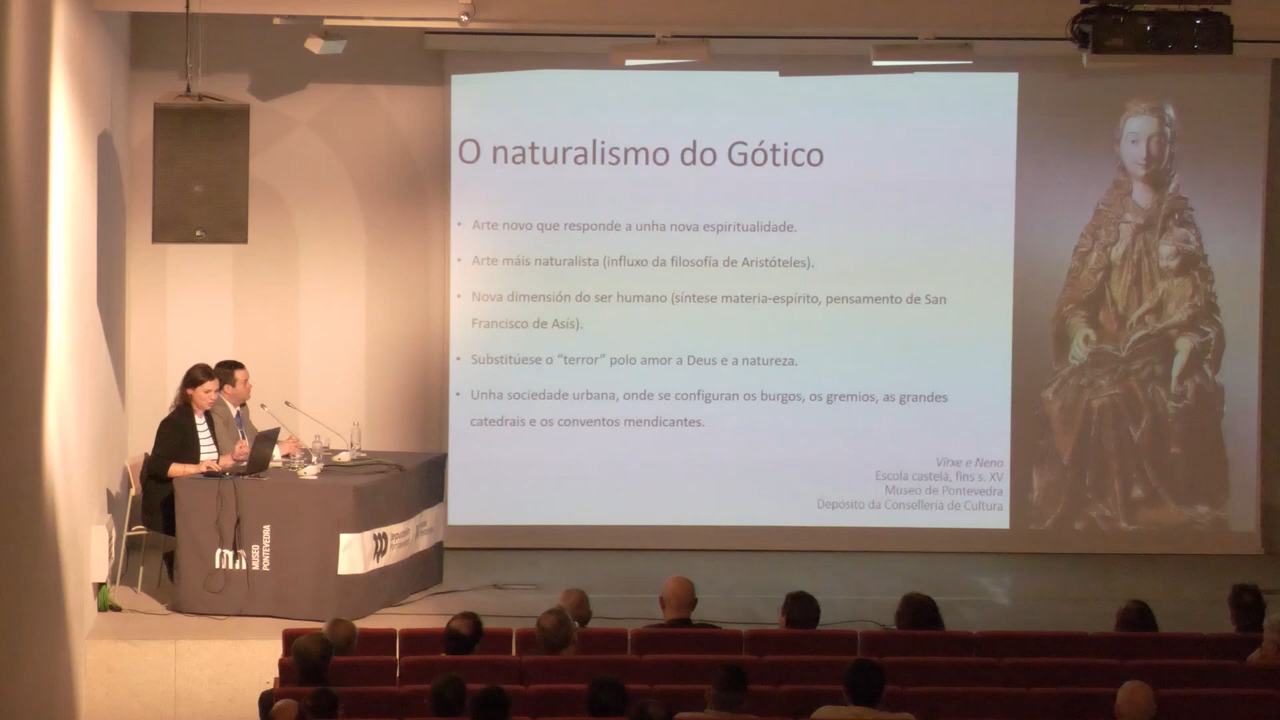 O naturalismo do Gótico
• Arte novo que responde a unha nova espiritualidade.
• Arte máis naturalista (influxo da filosofía de Aristóteles).
• Nova dimensión do ser humano (síntese materia-espírito, pensamento de San
Francisco de Asís).
• Substitúese o “terror” polo amor a Deus e a natureza.
• Unha sociedade urbana, onde se configuran os burgos, os gremios, as grandes
catedrais e os conventos mendicantes.
Virxe e Neno
Escola castelá, fins s. XV
Museo de Pontevedra
Depósito da Consellería de Cultura
MUSEO
PONTEVEDRA